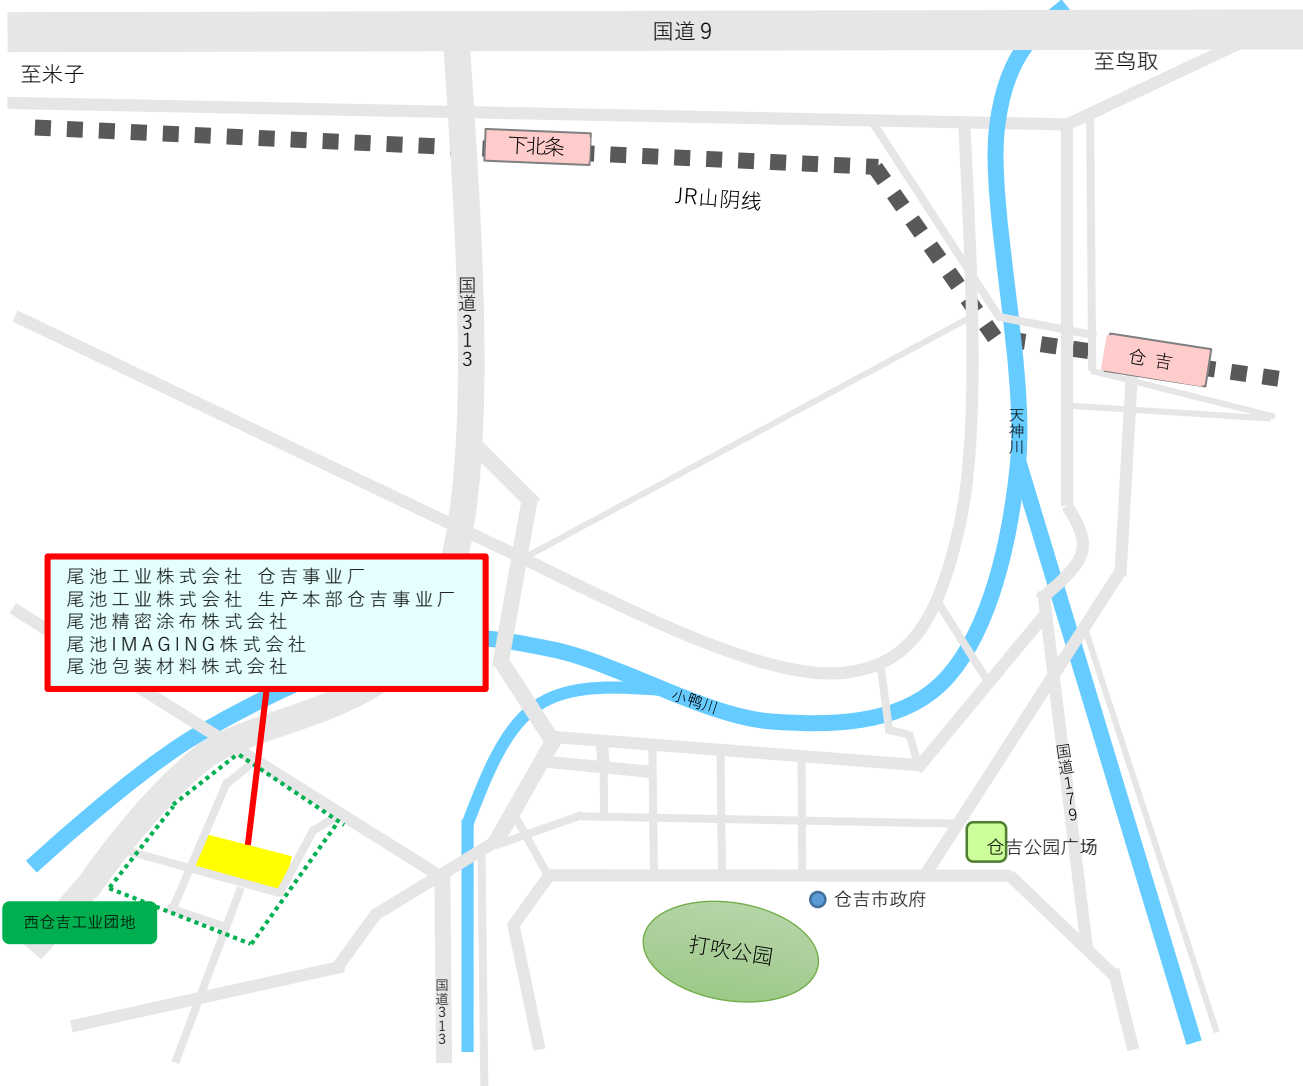 国道9
至米子
至鸟取
下北条
JR山阴线
国道313
仓 吉
天神川
尾池工业株式会社 仓吉事业厂
尾池工业株式会社 生产本部仓吉事业厂
尾池精密涂布株式会社
尾池IMAGING株式会社
尾池包装材料株式会社
小鸭川
国道179
仓吉公园广场
仓吉市政府
西仓吉工业团地
打吹公园
国道313